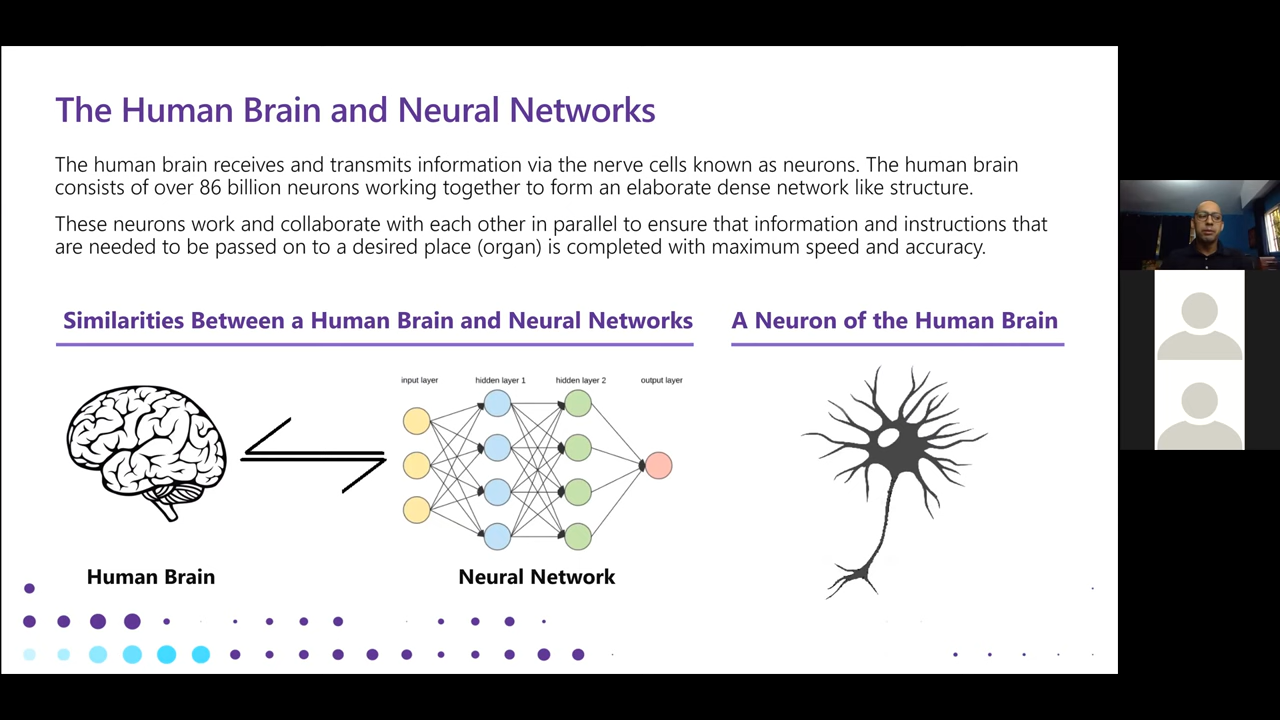 The Human Brain and Neural Networks
The human brain receives and transmits information via the nerve cells known as neurons. The human brain
consists of over 86 billion neurons working together to form an elaborate dense network like structure.
These neurons work and collaborate with each other in parallel to ensure that information and instructions that
are needed to be passed on to a desired place (organ) is completed with maximum speed and accuracy.
Similarities Between a Human Brain and Neural Networks
A Neuron of the Human Brain
input layer
hidden layer 1
hidden layer 2
output layer
Human Brain
Neural Network